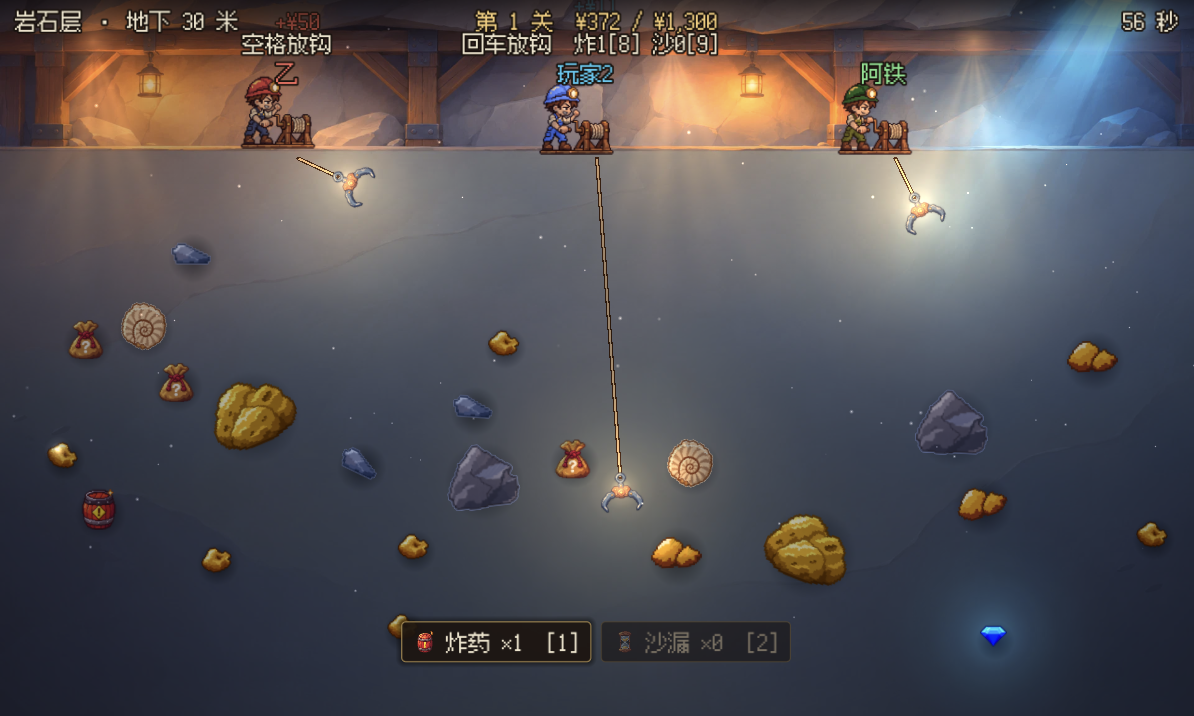 岩石层 · 地下 30 米
+¥50
第 1 关 ¥372 / ¥1,300
56 秒
空格放钩
回车放钩 炸1[8] 沙0[9]
乙
玩家2
阿铁
炸药 ×1 [1]
沙漏 ×0 [2]